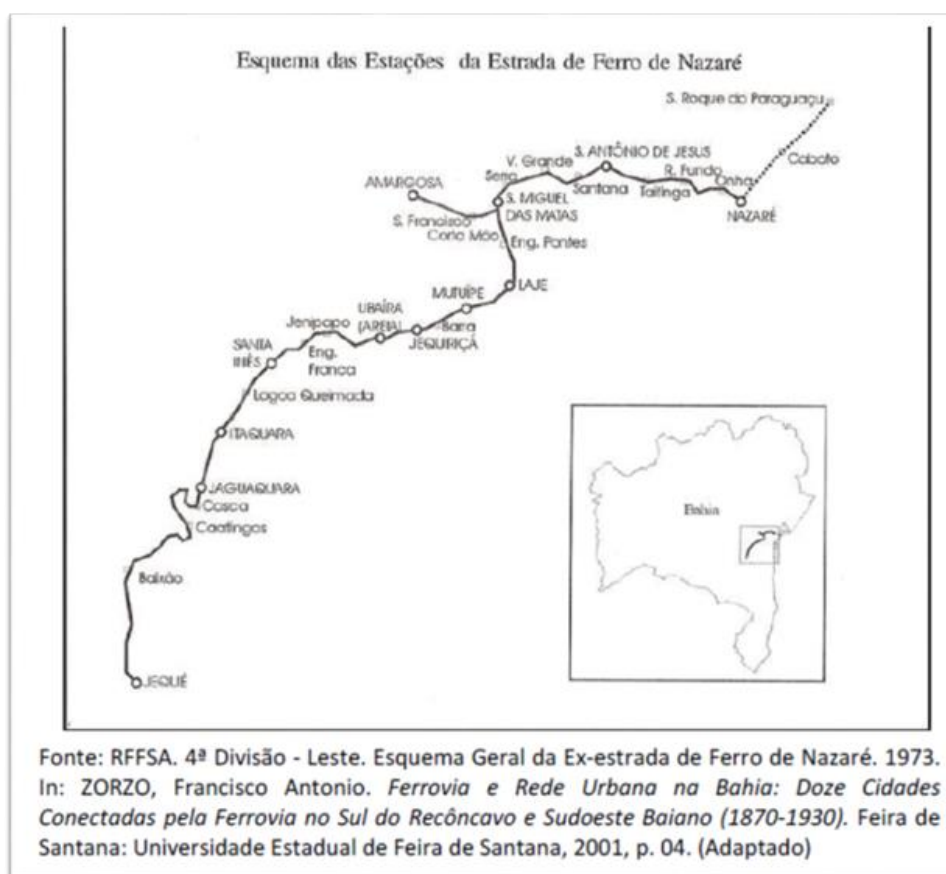 Esquema das Estações da Estrada de Ferro de Nazaré
S. Roque do Paraguaçu
Caboto
V. Grande
S. ANTÔNIO DE JESUS
R. Fundo
Onha
Serra
Santana
Taitinga
NAZARÉ
AMARGOSA
S. MIGUEL
DAS MATAS
S. Francisco
Corta Mão
Eng. Pontes
LAJE
MUTUÍPE
UBAÍRA
(AREIA)
Barra
JEQUIRIÇÁ
Jenipapo
Eng.
Franca
SANTA
INÊS
Lagoa Queimada
ITAQUARA
JAGUAQUARA
Casca
Caatingas
Baixão
JEQUIÉ
Bahia
Fonte: RFFSA. 4ª Divisão - Leste. Esquema Geral da Ex-estrada de Ferro de Nazaré. 1973.
In: ZORZO, Francisco Antonio. Ferrovia e Rede Urbana na Bahia: Doze Cidades
Conectadas pela Ferrovia no Sul do Recôncavo e Sudoeste Baiano (1870-1930). Feira de
Santana: Universidade Estadual de Feira de Santana, 2001, p. 04. (Adaptado)